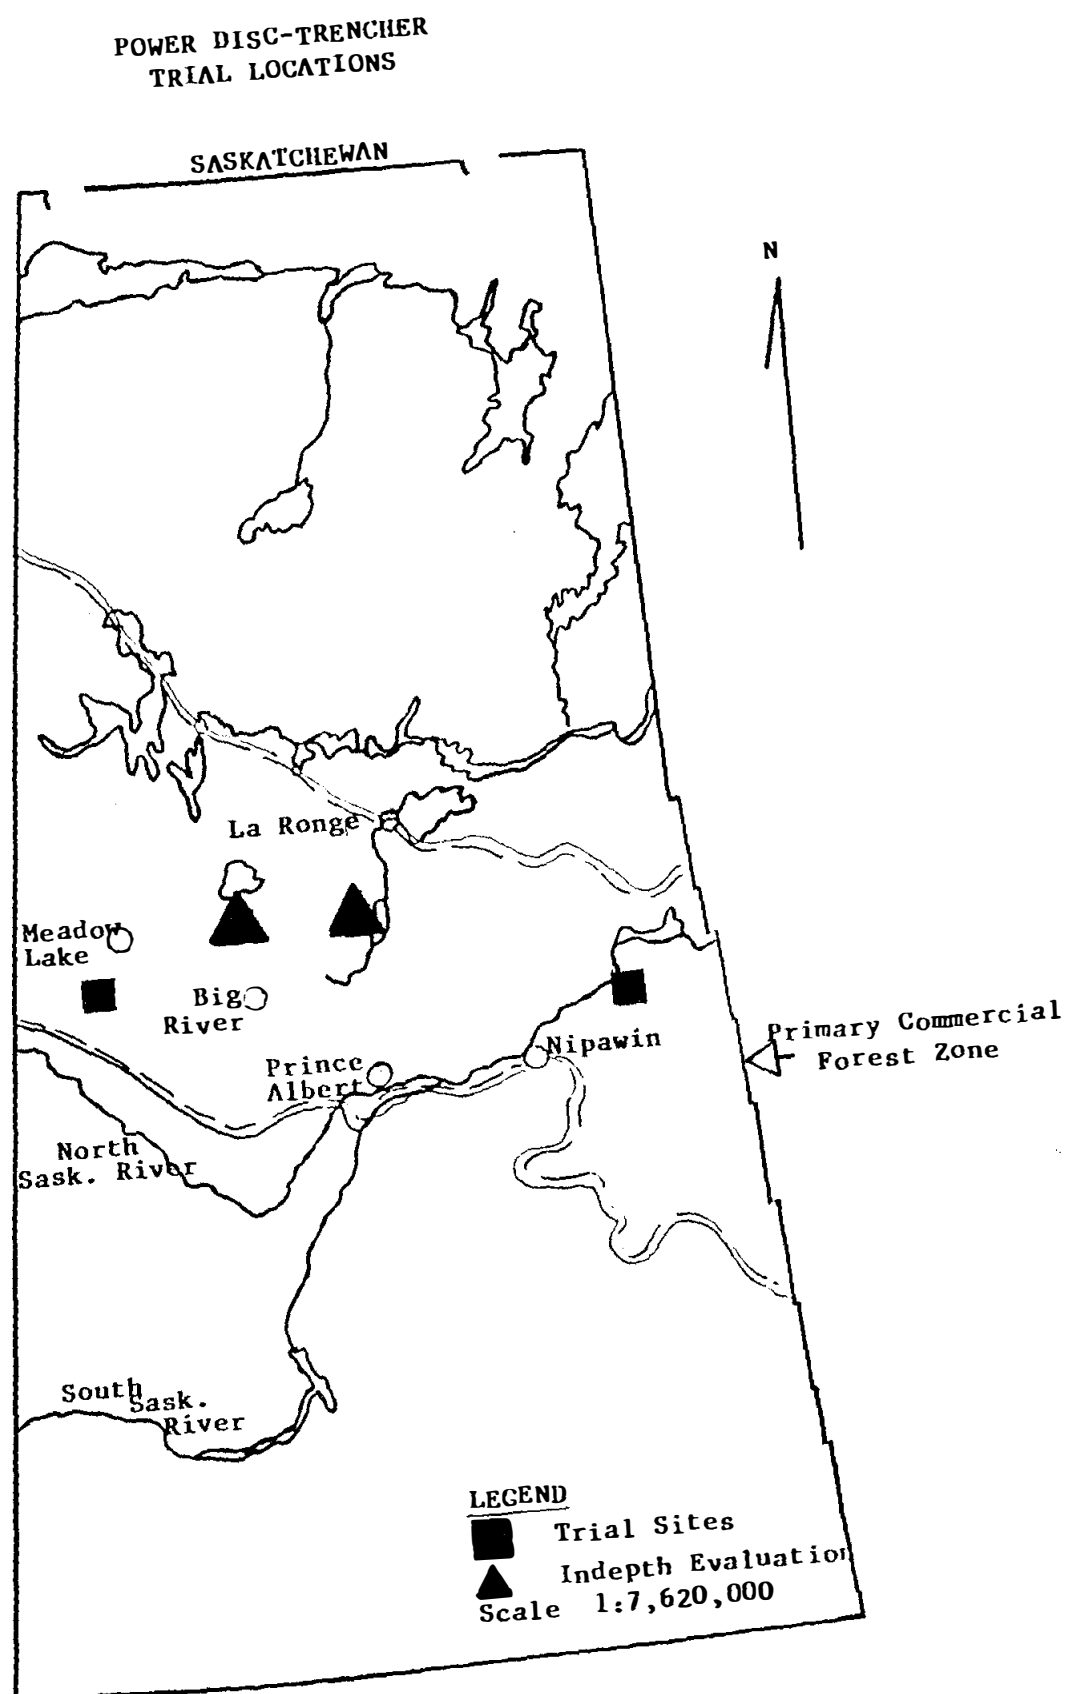 POWER DISC-TRENCHER
TRIAL LOCATIONS
SASKATCHEWAN
N
La Ronge
Meadow
Lake
Big
River
Prince
Albert
Nipawin
Primary Commercial
Forest Zone
North
Sask. River
South
Sask.
River
LEGEND
Trial Sites
Indepth Evaluation
Scale 1:7,620,000